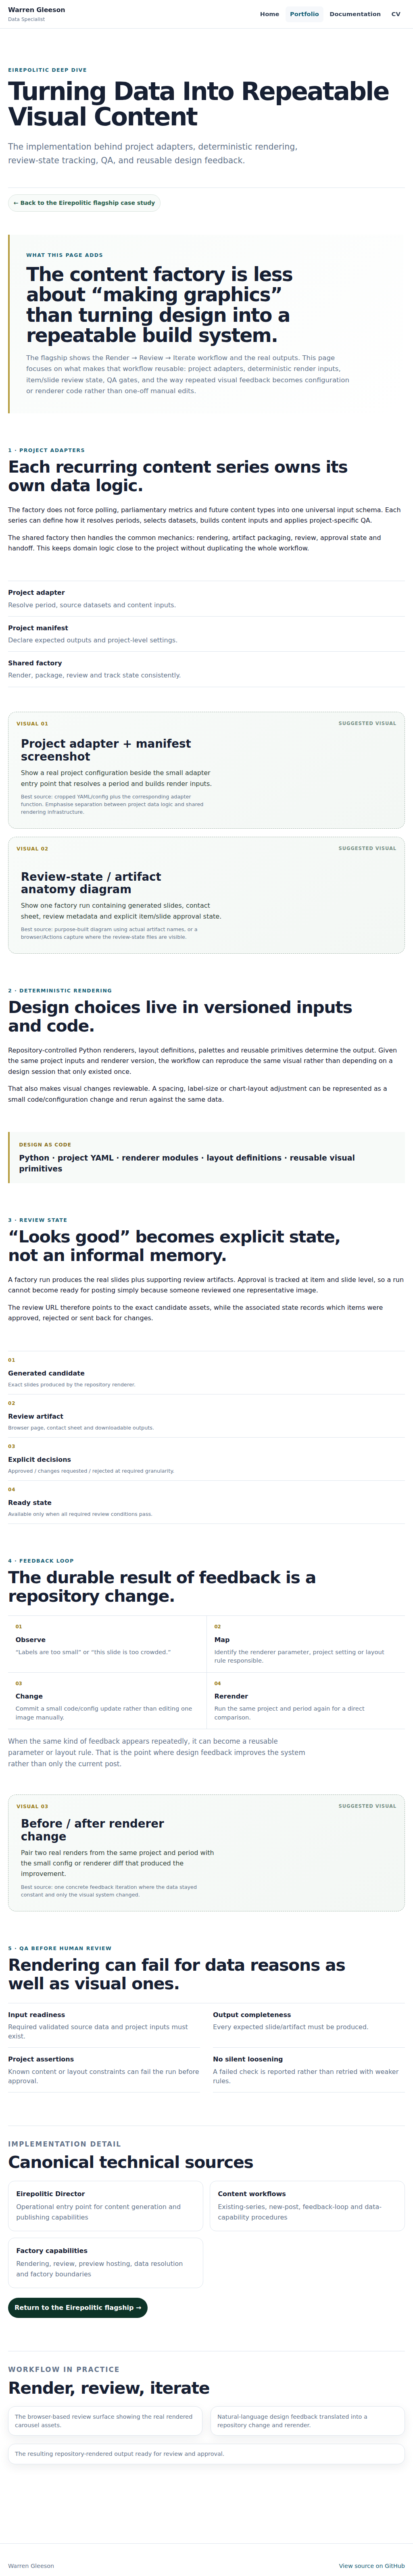 Warren Gleeson
Data Specialist
Home
Portfolio
Documentation
CV
EIREPOLITIC DEEP DIVE
Turning Data Into Repeatable
Visual Content
The implementation behind project adapters, deterministic rendering,
review-state tracking, QA, and reusable design feedback.
← Back to the Eirepolitic flagship case study
WHAT THIS PAGE ADDS
The content factory is less
about “making graphics”
than turning design into a
repeatable build system.
The flagship shows the Render → Review → Iterate workflow and the real outputs. This page
focuses on what makes that workflow reusable: project adapters, deterministic render inputs,
item/slide review state, QA gates, and the way repeated visual feedback becomes configuration
or renderer code rather than one-off manual edits.
1 · PROJECT ADAPTERS
Each recurring content series owns its
own data logic.
The factory does not force polling, parliamentary metrics and future content types into one universal input schema. Each
series can define how it resolves periods, selects datasets, builds content inputs and applies project-specific QA.
The shared factory then handles the common mechanics: rendering, artifact packaging, review, approval state and
handoff. This keeps domain logic close to the project without duplicating the whole workflow.
Project adapter
Resolve period, source datasets and content inputs.
Project manifest
Declare expected outputs and project-level settings.
Shared factory
Render, package, review and track state consistently.
VISUAL 01
SUGGESTED VISUAL
Project adapter + manifest
screenshot
Show a real project configuration beside the small adapter
entry point that resolves a period and builds render inputs.
Best source: cropped YAML/config plus the corresponding adapter
function. Emphasise separation between project data logic and shared
rendering infrastructure.
VISUAL 02
SUGGESTED VISUAL
Review-state / artifact
anatomy diagram
Show one factory run containing generated slides, contact
sheet, review metadata and explicit item/slide approval state.
Best source: purpose-built diagram using actual artifact names, or a
browser/Actions capture where the review-state files are visible.
2 · DETERMINISTIC RENDERING
Design choices live in versioned inputs
and code.
Repository-controlled Python renderers, layout definitions, palettes and reusable primitives determine the output. Given
the same project inputs and renderer version, the workflow can reproduce the same visual rather than depending on a
design session that only existed once.
That also makes visual changes reviewable. A spacing, label-size or chart-layout adjustment can be represented as a
small code/configuration change and rerun against the same data.
DESIGN AS CODE
Python · project YAML · renderer modules · layout definitions · reusable visual
primitives
3 · REVIEW STATE
“Looks good” becomes explicit state,
not an informal memory.
A factory run produces the real slides plus supporting review artifacts. Approval is tracked at item and slide level, so a run
cannot become ready for posting simply because someone reviewed one representative image.
The review URL therefore points to the exact candidate assets, while the associated state records which items were
approved, rejected or sent back for changes.
01
Generated candidate
Exact slides produced by the repository renderer.
02
Review artifact
Browser page, contact sheet and downloadable outputs.
03
Explicit decisions
Approved / changes requested / rejected at required granularity.
04
Ready state
Available only when all required review conditions pass.
4 · FEEDBACK LOOP
The durable result of feedback is a
repository change.
01
Observe
“Labels are too small” or “this slide is too crowded.”
02
Map
Identify the renderer parameter, project setting or layout
rule responsible.
03
Change
Commit a small code/config update rather than editing one
image manually.
04
Rerender
Run the same project and period again for a direct
comparison.
When the same kind of feedback appears repeatedly, it can become a reusable
parameter or layout rule. That is the point where design feedback improves the system
rather than only the current post.
VISUAL 03
SUGGESTED VISUAL
Before / after renderer
change
Pair two real renders from the same project and period with
the small config or renderer diff that produced the
improvement.
Best source: one concrete feedback iteration where the data stayed
constant and only the visual system changed.
5 · QA BEFORE HUMAN REVIEW
Rendering can fail for data reasons as
well as visual ones.
Input readiness
Required validated source data and project inputs must
exist.
Output completeness
Every expected slide/artifact must be produced.
Project assertions
Known content or layout constraints can fail the run before
approval.
No silent loosening
A failed check is reported rather than retried with weaker
rules.
IMPLEMENTATION DETAIL
Canonical technical sources
Eirepolitic Director
Operational entry point for content generation and
publishing capabilities
Content workflows
Existing-series, new-post, feedback-loop and data-
capability procedures
Factory capabilities
Rendering, review, preview hosting, data resolution
and factory boundaries
Return to the Eirepolitic flagship →
WORKFLOW IN PRACTICE
Render, review, iterate
The browser-based review surface showing the real rendered
carousel assets.
Natural-language design feedback translated into a
repository change and rerender.
The resulting repository-rendered output ready for review and approval.
Warren Gleeson
View source on GitHub